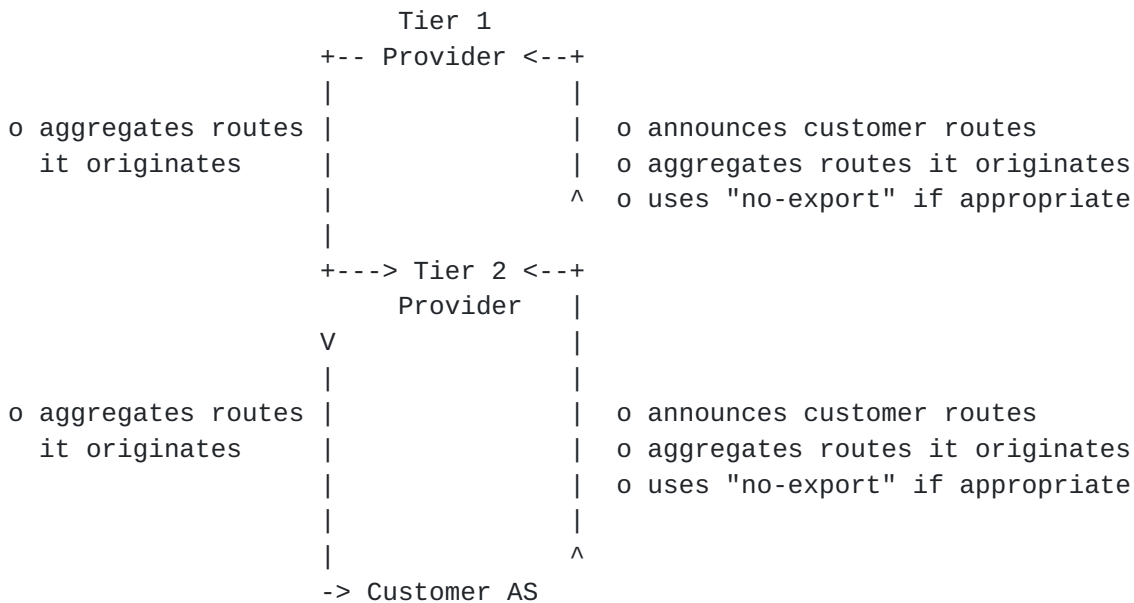 Tier 1
+-- Provider <--+
| |
o aggregates routes | | o announces customer routes
it originates | | o aggregates routes it originates
| ^ o uses "no-export" if appropriate
|
+---> Tier 2 <--+
Provider |
V |
| |
o aggregates routes | | o announces customer routes
it originates | | o aggregates routes it originates
| | o uses "no-export" if appropriate
| |
| ^
-> Customer AS